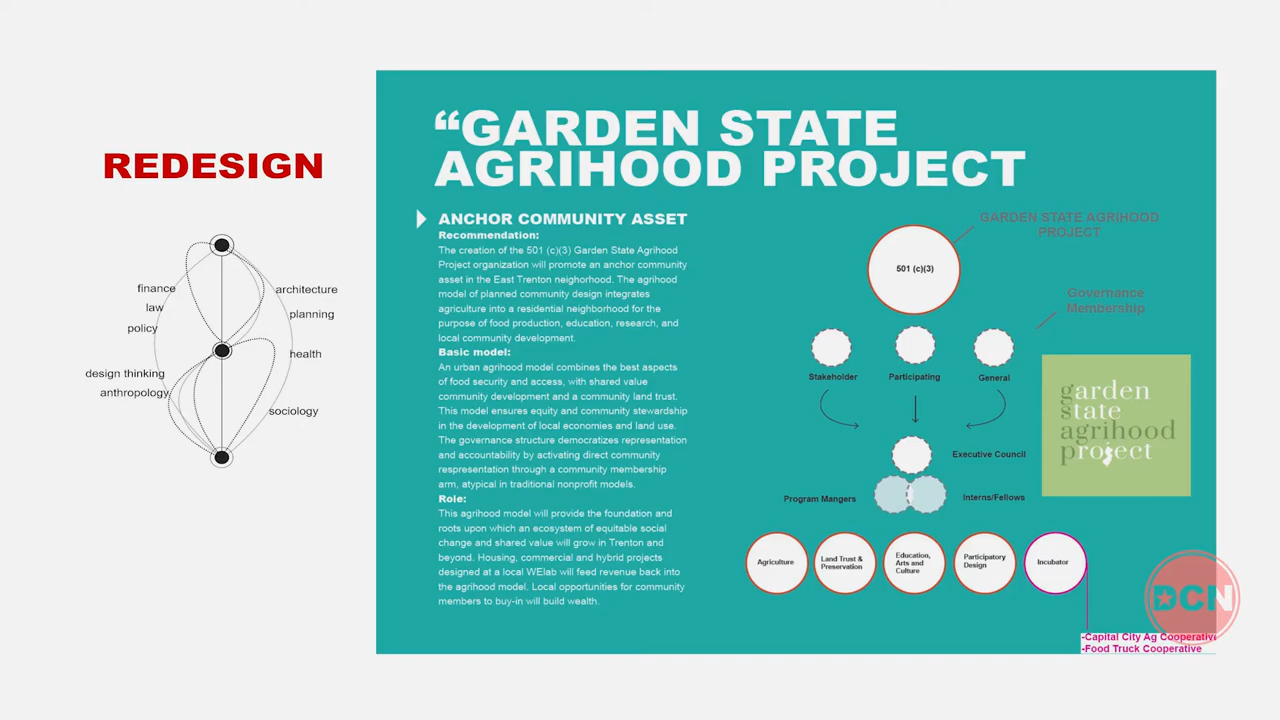 REDESIGN
finance
law
policy
design thinking
anthropology
architecture
planning
health
sociology
“GARDEN STATE
AGRIHOOD PROJECT
ANCHOR COMMUNITY ASSET
Recommendation:
The creation of the 501 (c)(3) Garden State Agrihood
Project organization will promote an anchor community
asset in the East Trenton neighorhood. The agrihood
model of planned community design integrates
agriculture into a residential neighborhood for the
purpose of food production, education, research, and
local community development.
Basic model:
An urban agrihood model combines the best aspects
of food security and access, with shared value
community development and a community land trust.
This model ensures equity and community stewardship
in the development of local economies and land use.
The governance structure democratizes representation
and accountability by activating direct community
respresentation through a community membership
arm, atypical in traditional nonprofit models.
Role:
This agrihood model will provide the foundation and
roots upon which an ecosystem of equitable social
change and shared value will grow in Trenton and
beyond. Housing, commercial and hybrid projects
designed at a local WElab will feed revenue back into
the agrihood model. Local opportunities for community
members to buy-in will build wealth.
GARDEN STATE AGRIHOOD
PROJECT
501 (c)(3)
Governance
Membership
Stakeholder
Participating
General
Executive Council
Program Mangers
Interns/Fellows
garden
state
agrihood
project
Agriculture
Land Trust &
Preservation
Education,
Arts and
Culture
Participatory
Design
Incubator
DCN
-Capital City Ag Cooperative
-Food Truck Cooperative